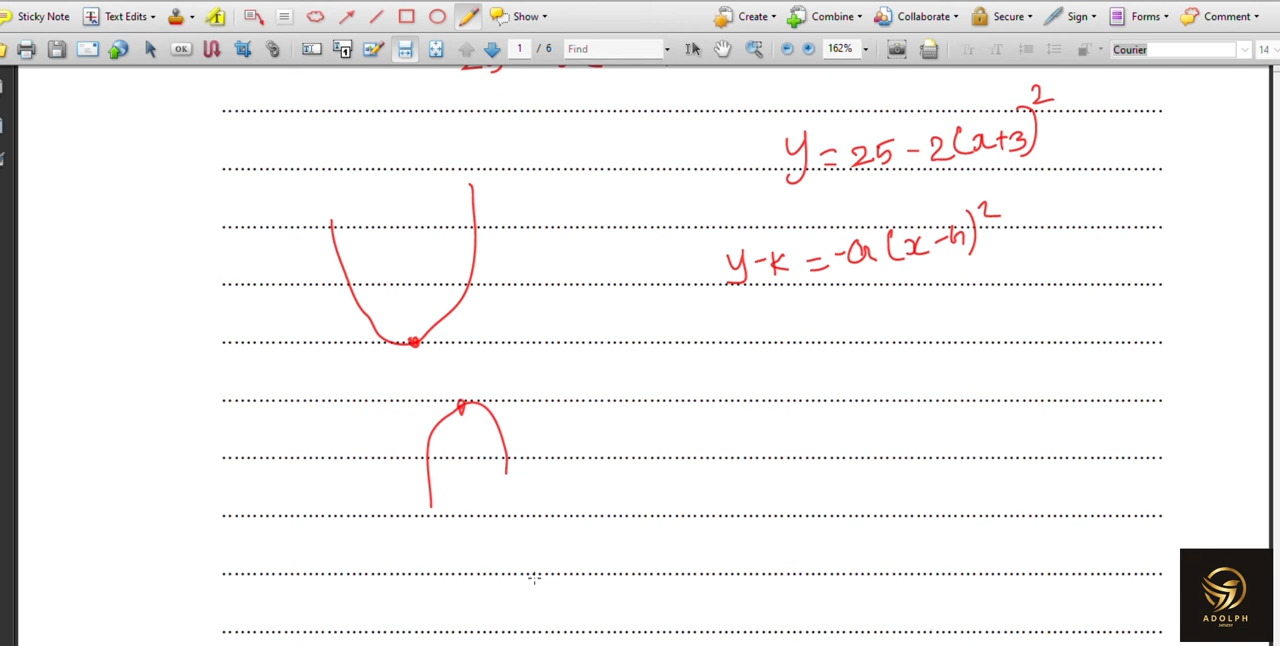 Sticky Note Text Edits Show Create Combine Collaborate Secure Sign Forms Comment
OK 1 / 6 Find 162% Courier 14
y = 25 - 2(x+3)²
y-k = -a(x-h)²
ADOLPH